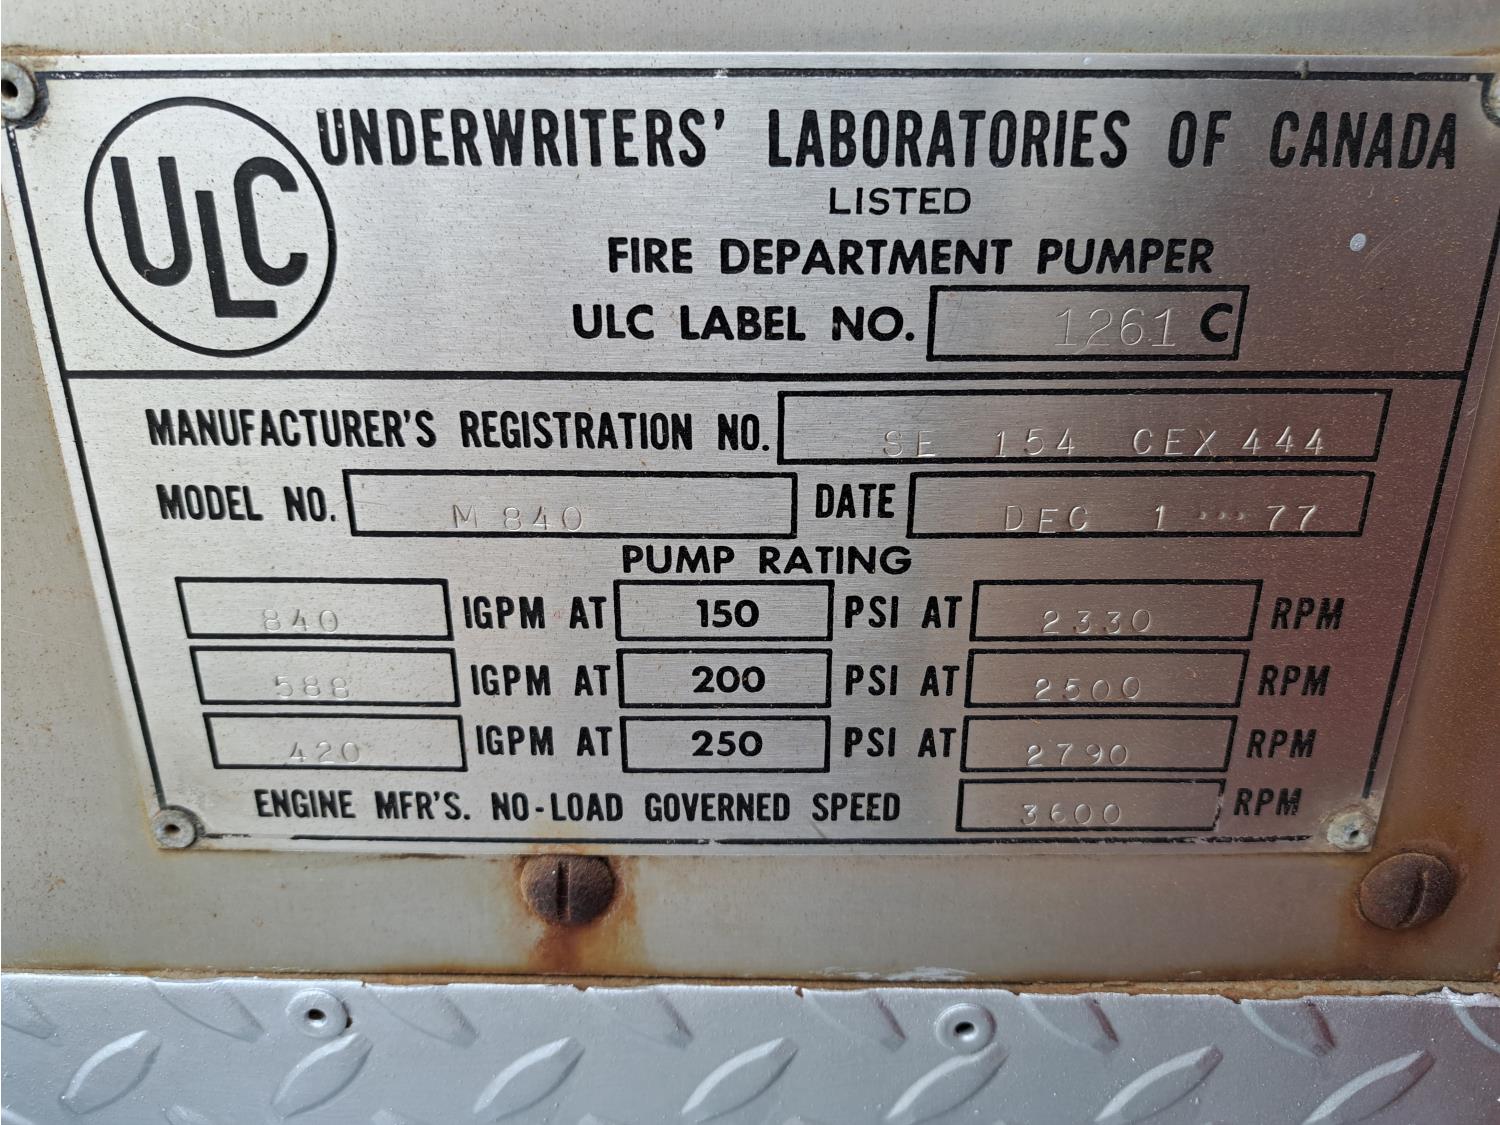 ULC
UNDERWRITERS' LABORATORIES OF CANADA
LISTED
FIRE DEPARTMENT PUMPER
ULC LABEL NO. 1261 C
MANUFACTURER'S REGISTRATION NO. SE 154 CEX 444
MODEL NO. M 840 DATE DEC 1 ... 77
PUMP RATING
840 IGPM AT 150 PSI AT 2330 RPM
588 IGPM AT 200 PSI AT 2500 RPM
420 IGPM AT 250 PSI AT 2790 RPM
ENGINE MFR'S. NO-LOAD GOVERNED SPEED 3600 RPM